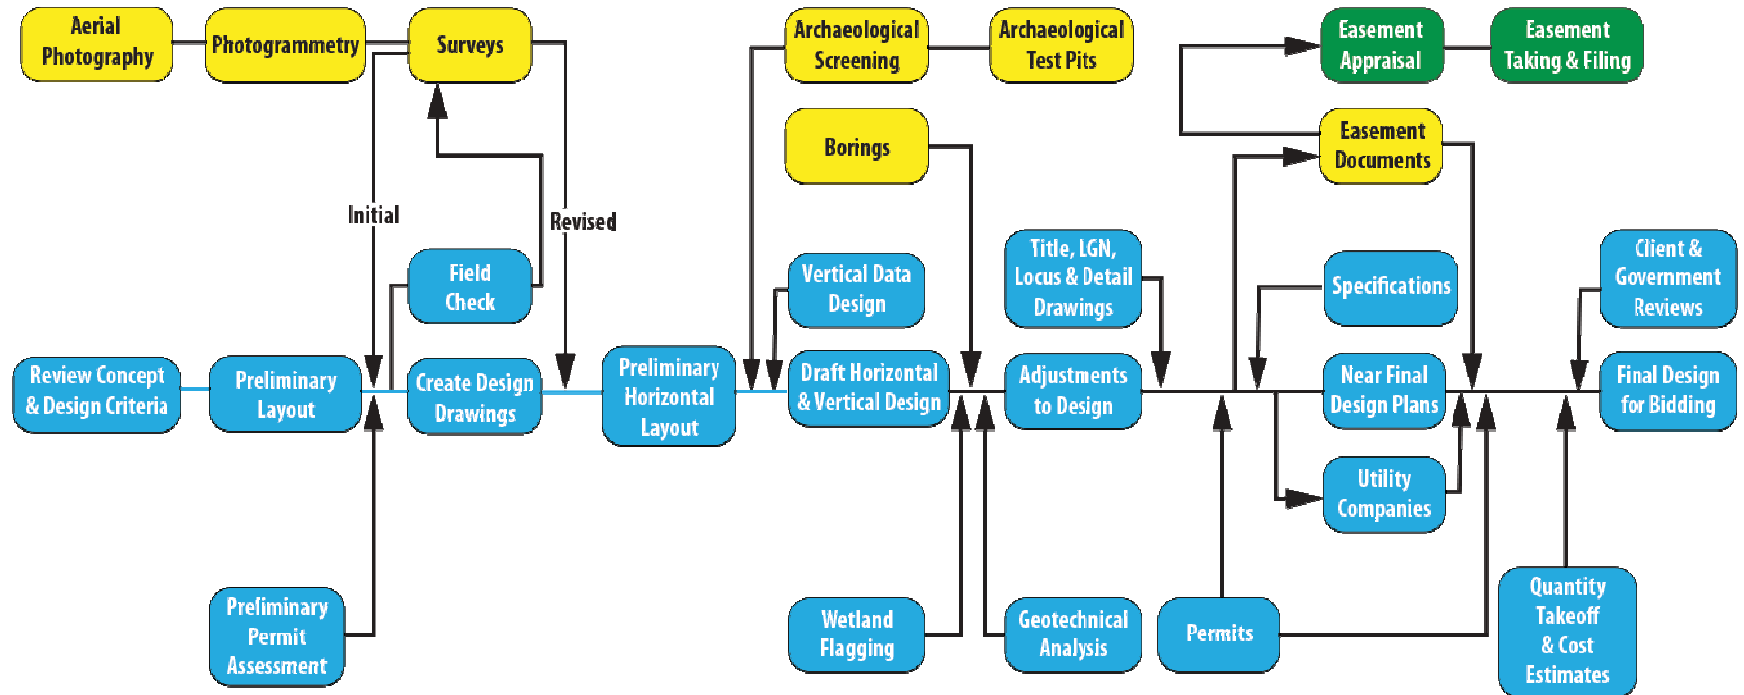 Aerial
Photography
Photogrammetry
Surveys
Archaeological
Screening
Archaeological
Test Pits
Easement
Appraisal
Easement
Taking & Filing
Borings
Easement
Documents
Initial
Revised
Field
Check
Vertical Data
Design
Title, LGN,
Locus & Detail
Drawings
Specifications
Client &
Government
Reviews
Review Concept
& Design Criteria
Preliminary
Layout
Create Design
Drawings
Preliminary
Horizontal
Layout
Draft Horizontal
& Vertical Design
Adjustments
to Design
Near Final
Design Plans
Final Design
for Bidding
Utility
Companies
Preliminary
Permit
Assessment
Wetland
Flagging
Geotechnical
Analysis
Permits
Quantity
Takeoff
& Cost
Estimates